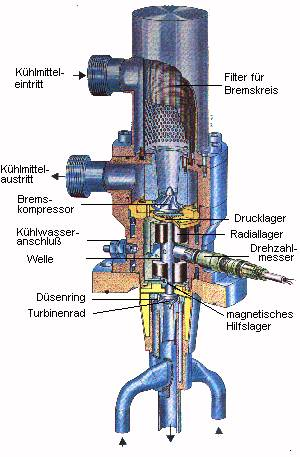 Kühlmittel-
eintritt
Filter für
Bremskreis
Kühlmittel
austritt
Brems-
kompressor
Drucklager
Kühlwasser-
anschluß
Radiallager
Drehzahl-
messer
Welle
Düsenring
Turbinenrad
magnetisches
Hilfslager